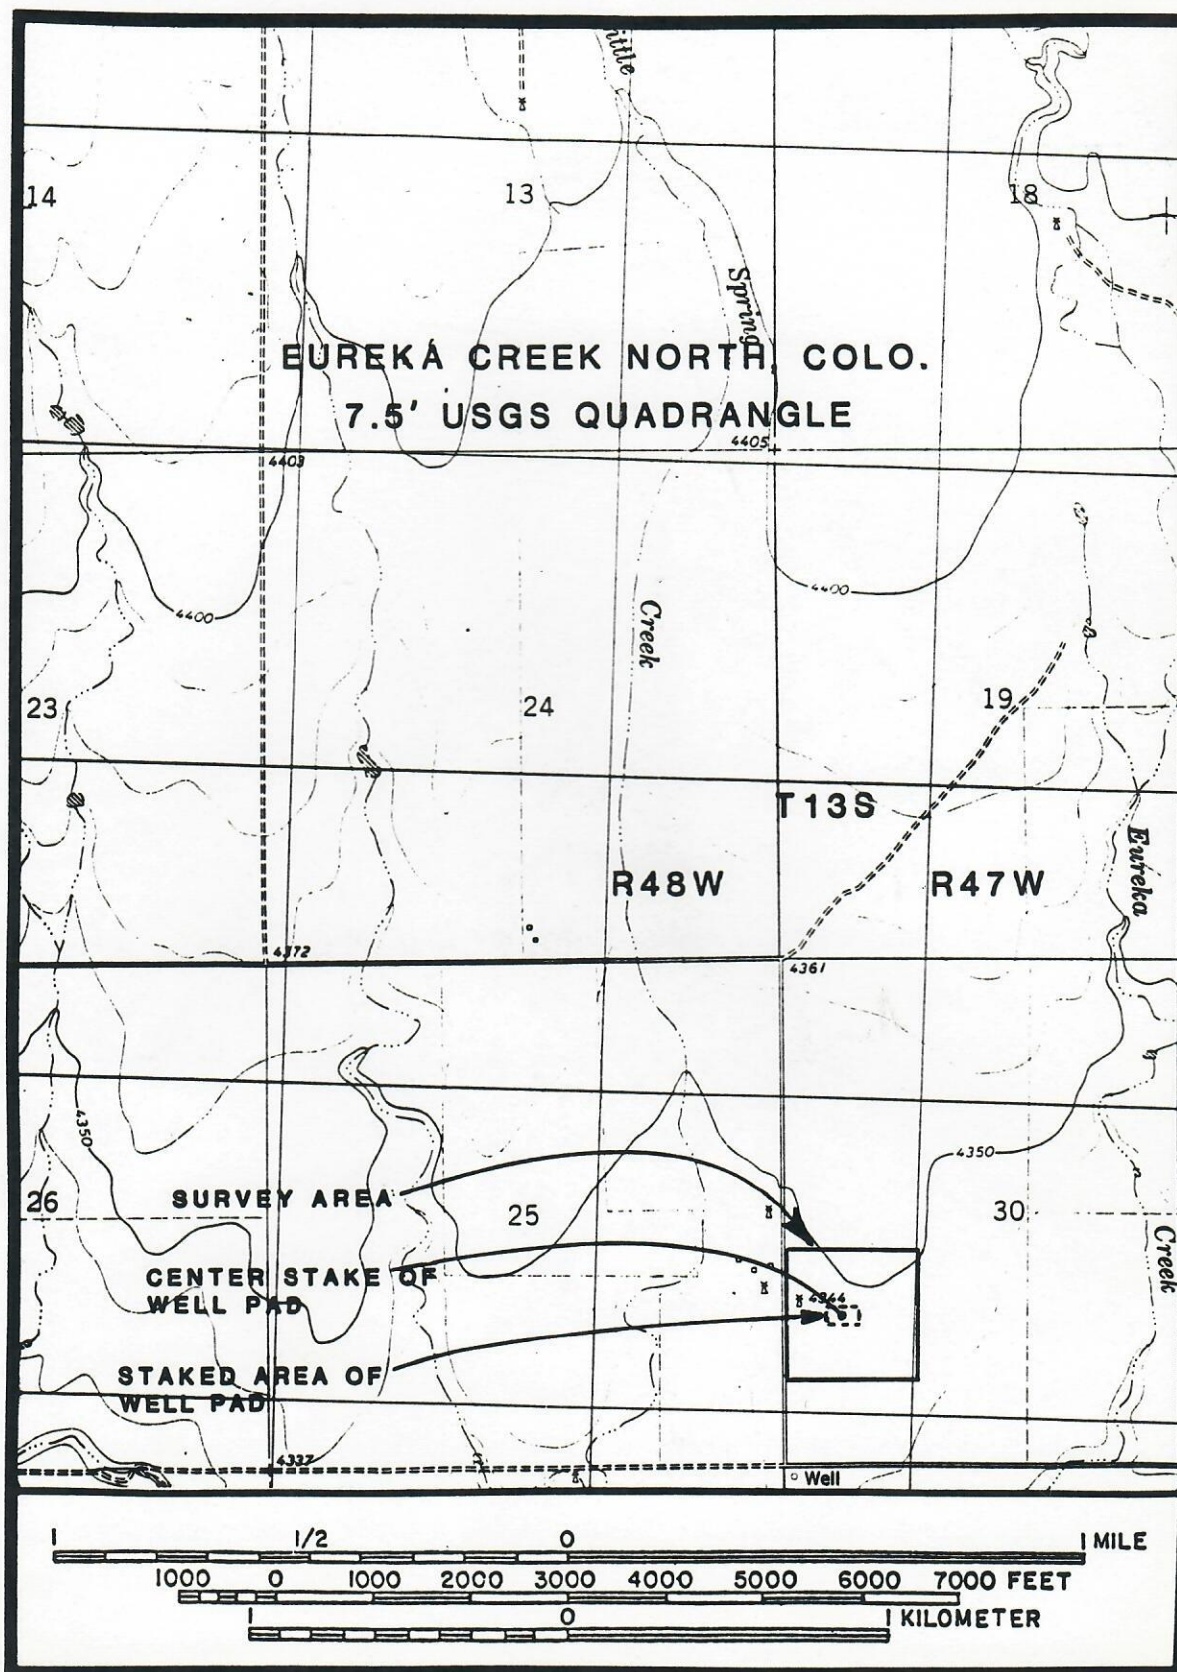 ittle
14
13
18
Spring
EUREKA CREEK NORTH, COLO.
7.5' USGS QUADRANGLE
4405
4403
4400
4400
Creek
23
24
19
T13S
Eureka
R48W
R47W
4372
4361
4350
4350
SURVEY AREA
26
25
30
Creek
CENTER STAKE OF
WELL PAD
4344
STAKED AREA OF
WELL PAD
4337
Well
1 1/2 0 1 MILE
1000 0 1000 2000 3000 4000 5000 6000 7000 FEET
1 0 1 KILOMETER